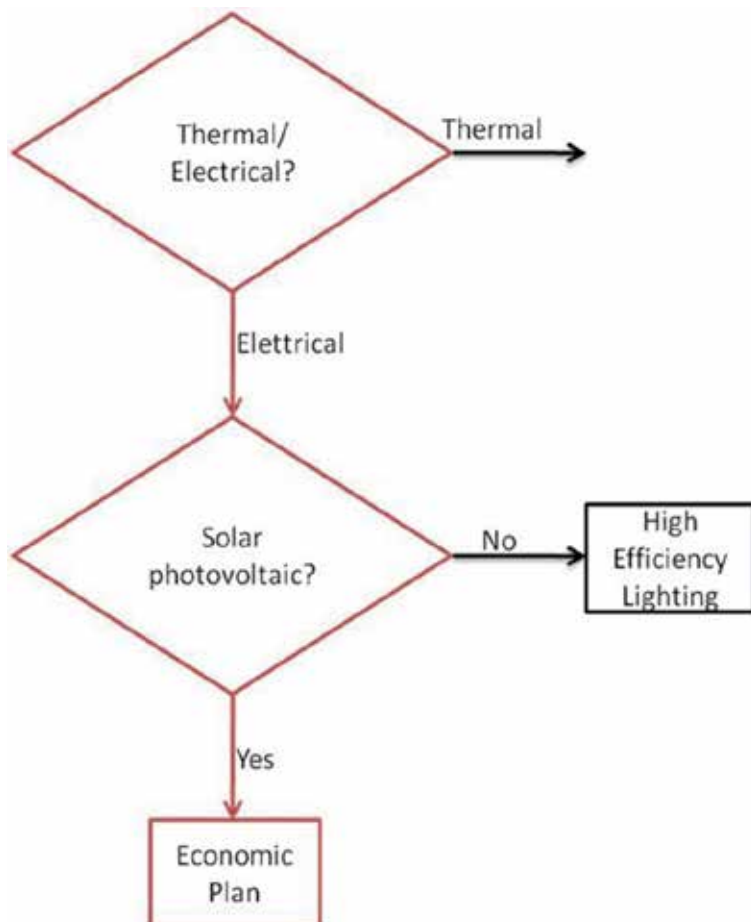 Thermal/
Electrical?
Thermal
Elettrical
Solar
photovoltaic?
No
High
Efficiency
Lighting
Yes
Economic
Plan